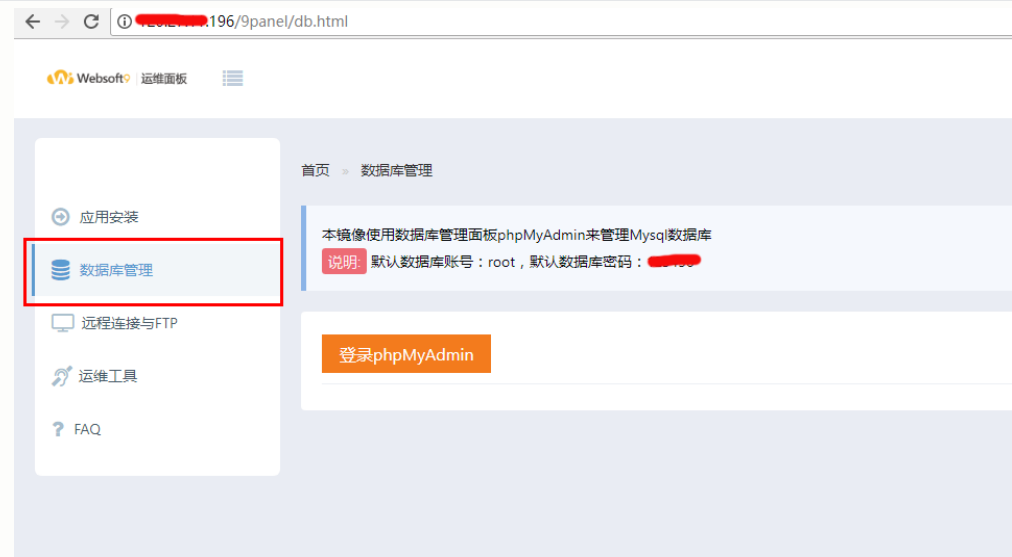 .196/9panel/db.html
Websoft9 运维面板
首页 » 数据库管理
应用安装
数据库管理
远程连接与FTP
运维工具
? FAQ
本镜像使用数据库管理面板phpMyAdmin来管理Mysql数据库
说明: 默认数据库账号：root，默认数据库密码：
登录phpMyAdmin